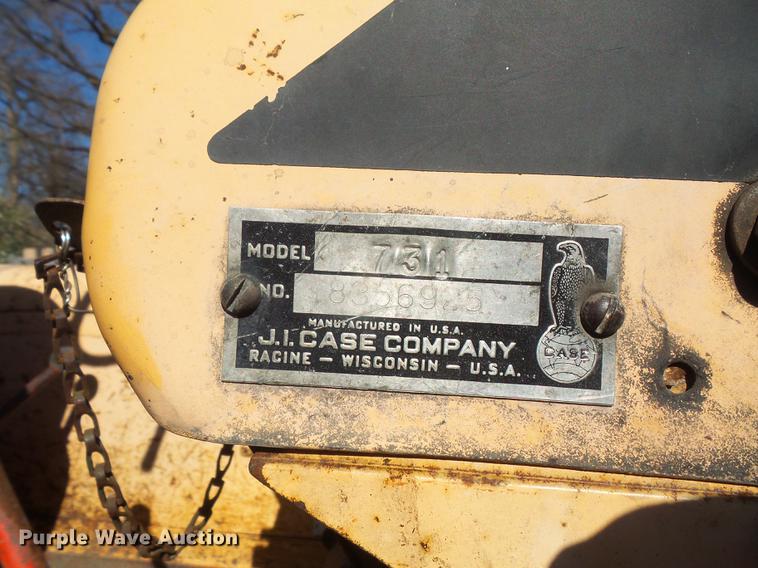 MODEL 731
NO.
MANUFACTURED IN U.S.A.
J.I. CASE COMPANY
RACINE – WISCONSIN – U.S.A.
CASE
Purple Wave Auction